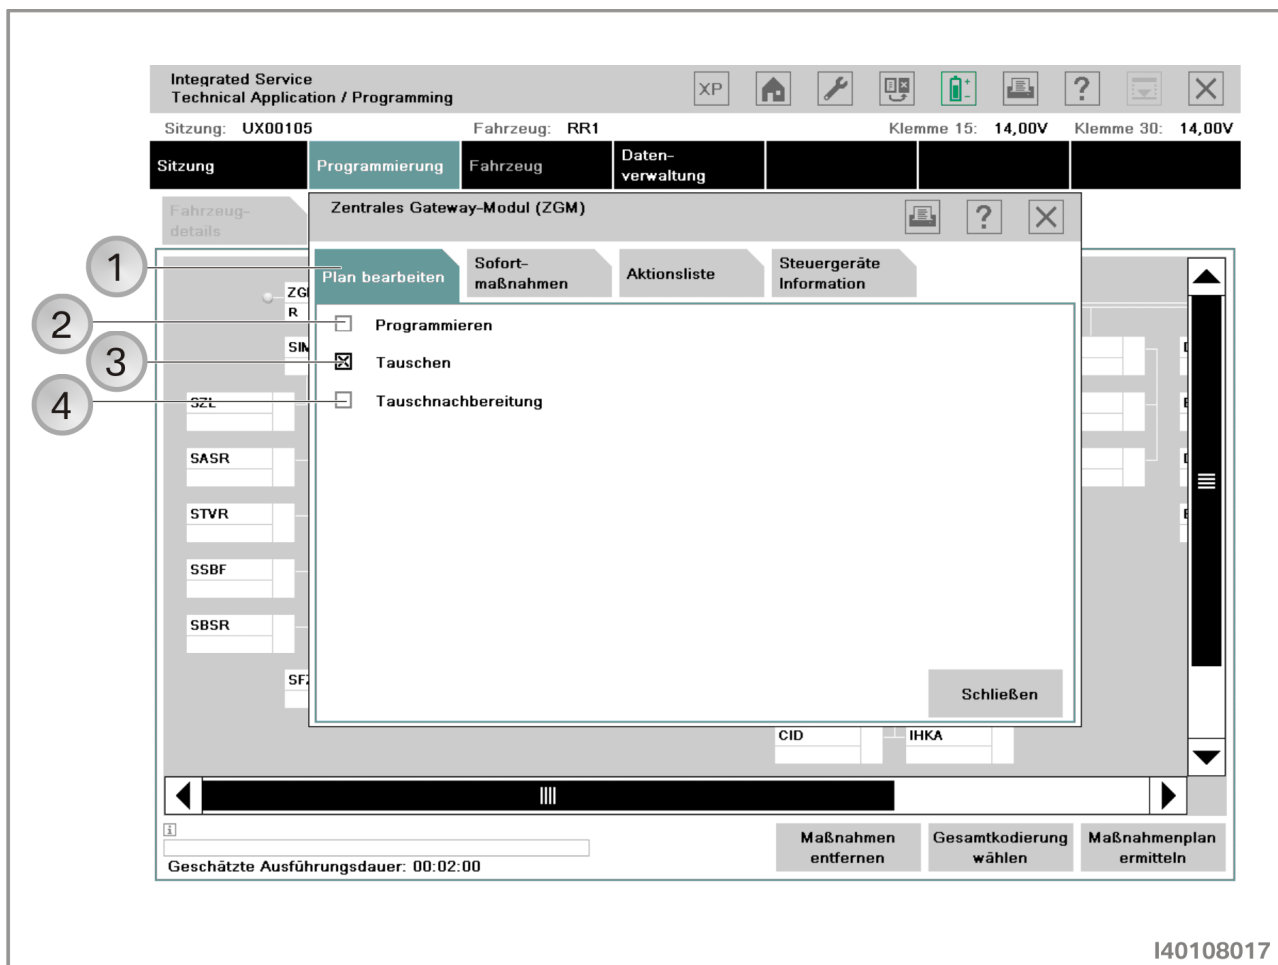 Integrated Service
Technical Application / Programming
XP
Sitzung: UX00105 Fahrzeug: RR1 Klemme 15: 14,00V Klemme 30: 14,00V
Sitzung Programmierung Fahrzeug Daten-
verwaltung
Fahrzeug-
details
Zentrales Gateway-Modul (ZGM)
1
Plan bearbeiten
Sofort-
maßnahmen
Aktionsliste
Steuergeräte
Information
2
Programmieren
3
Tauschen
4
Tauschnachbereitung
R
SZL
SASR
STVR
SSBF
SBSR
Schließen
CID
IHKA
Geschätzte Ausführungsdauer: 00:02:00
Maßnahmen
entfernen
Gesamtkodierung
wählen
Maßnahmenplan
ermitteln
I40108017